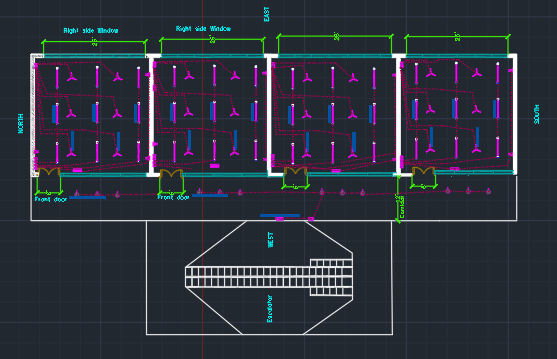 EAST
Right side Window
Right side Window
25'
25'
25'
25'
NORTH
SOUTH
Front door
Front door
Corridor
WEST
Escalator